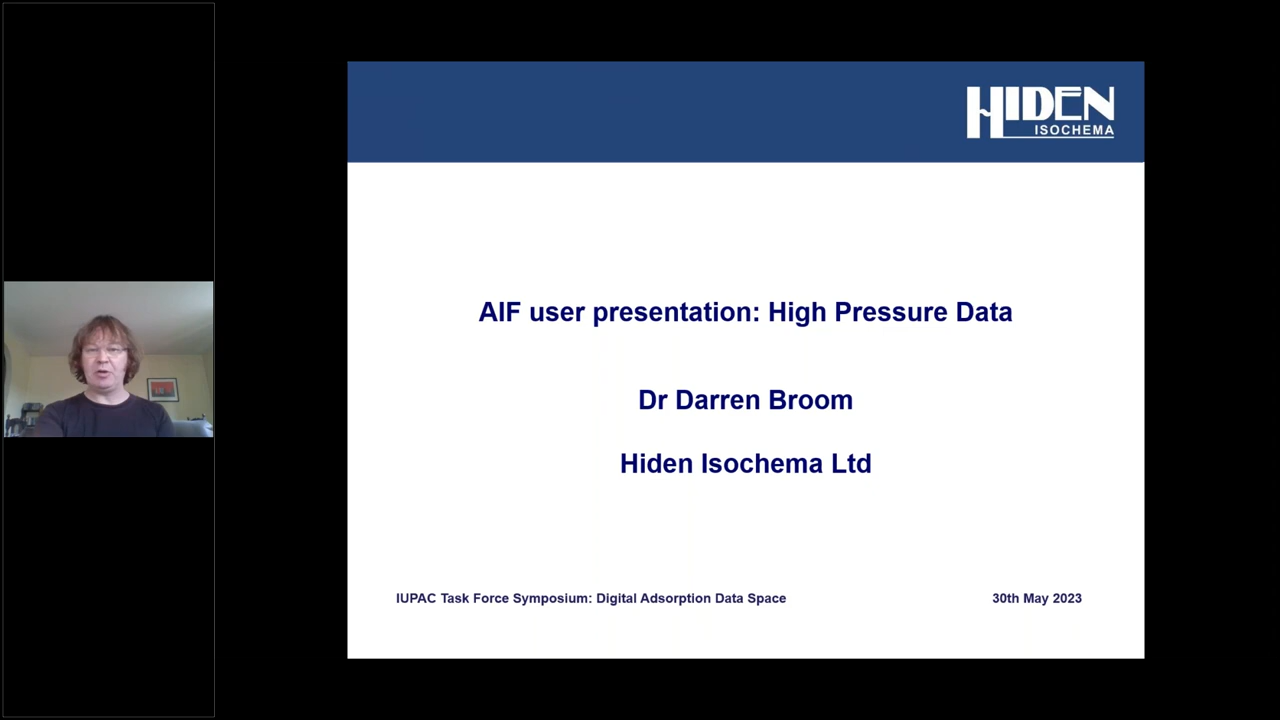 HIDEN
ISOCHEMA
AIF user presentation: High Pressure Data
Dr Darren Broom
Hiden Isochema Ltd
IUPAC Task Force Symposium: Digital Adsorption Data Space
30th May 2023